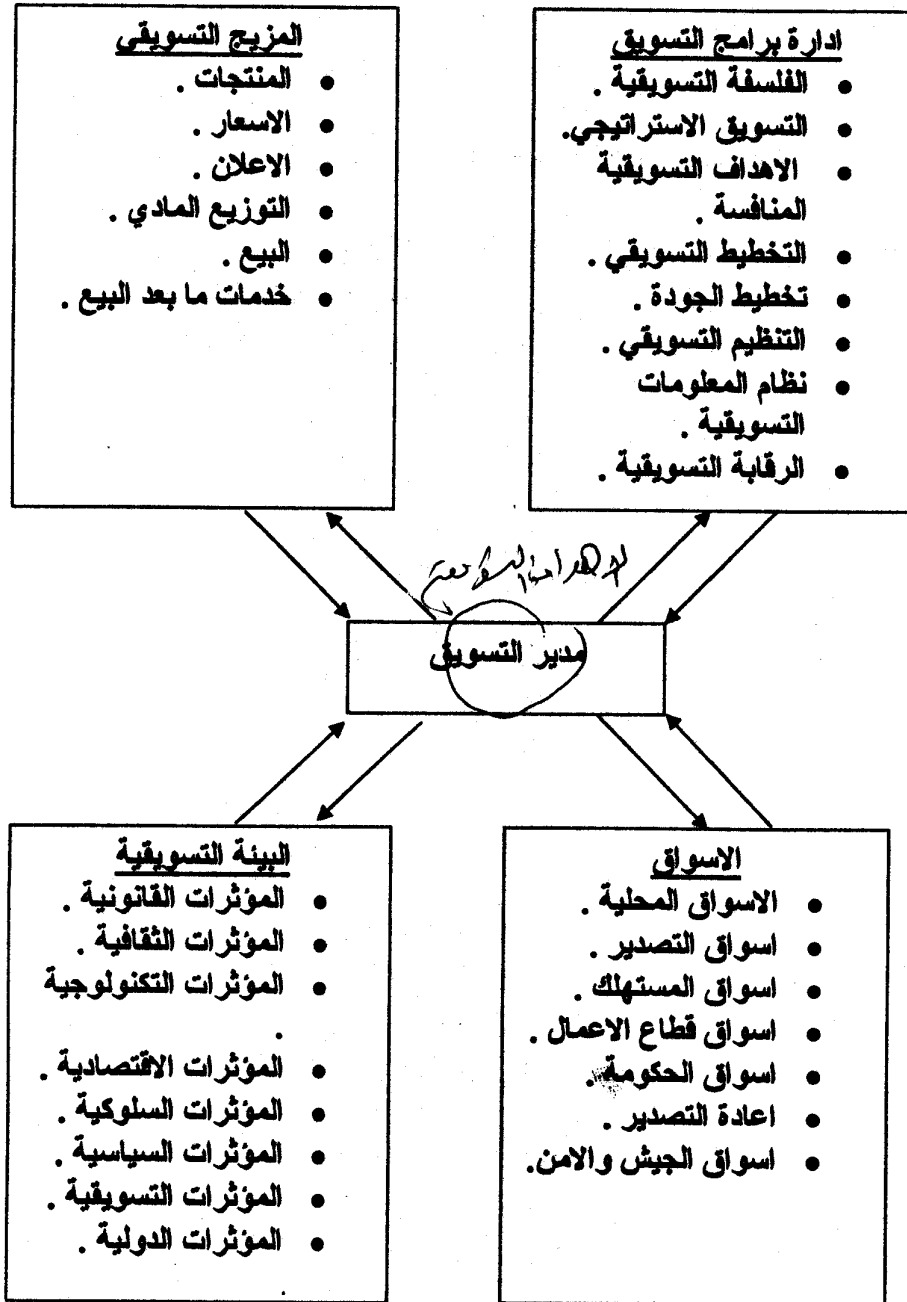 ادارة برامج التسويق
• الفلسفة التسويقية .
• التسويق الاستراتيجي.
• الاهداف التسويقية
المنافسة .
• التخطيط التسويقي .
• تخطيط الجودة .
• التنظيم التسويقي .
• نظام المعلومات
التسويقية .
• الرقابة التسويقية .
المزيج التسويقي
• المنتجات .
• الاسعار .
• الاعلان .
• التوزيع المادي .
• البيع .
• خدمات ما بعد البيع .
مدير التسويق
الاسواق
• الاسواق المحلية .
• اسواق التصدير .
• اسواق المستهلك .
• اسواق قطاع الاعمال .
• اسواق الحكومة .
• اعادة التصدير .
• اسواق الجيش والامن.
البيئة التسويقية
• المؤثرات القانونية .
• المؤثرات الثقافية .
• المؤثرات التكنولوجية
.
• المؤثرات الاقتصادية .
• المؤثرات السلوكية .
• المؤثرات السياسية .
• المؤثرات التسويقية .
• المؤثرات الدولية .